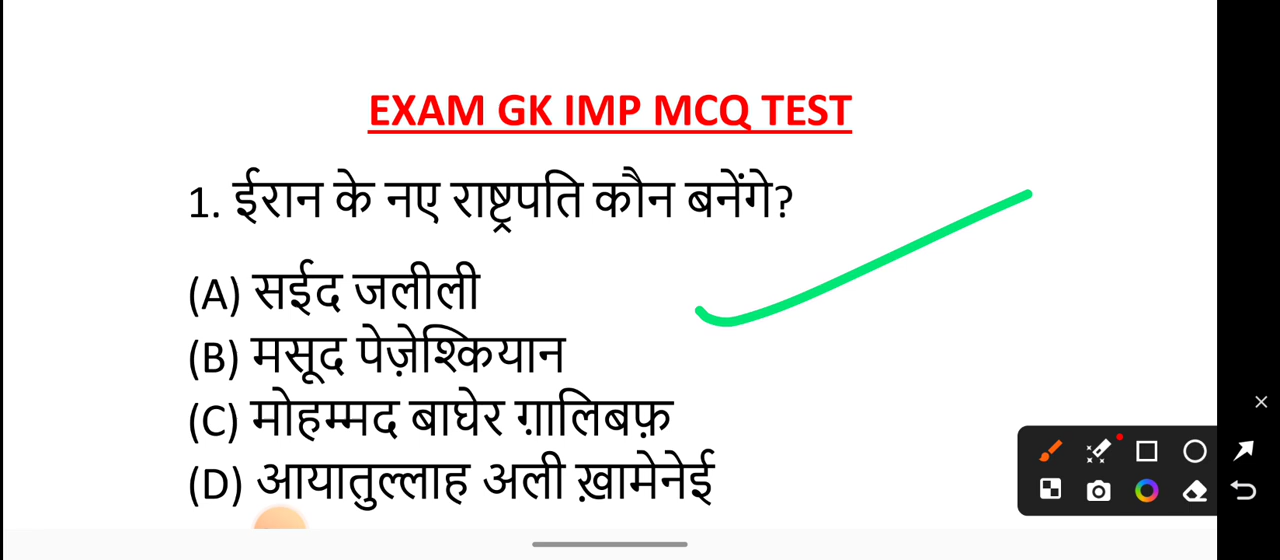 EXAM GK IMP MCQ TEST
1. ईरान के नए राष्ट्रपति कौन बनेंगे?
(A) सईद जलीली
(B) मसूद पेज़ेश्कियान
(C) मोहम्मद बाघेर ग़ालिबफ़
(D) आयातुल्लाह अली ख़ामेनेई